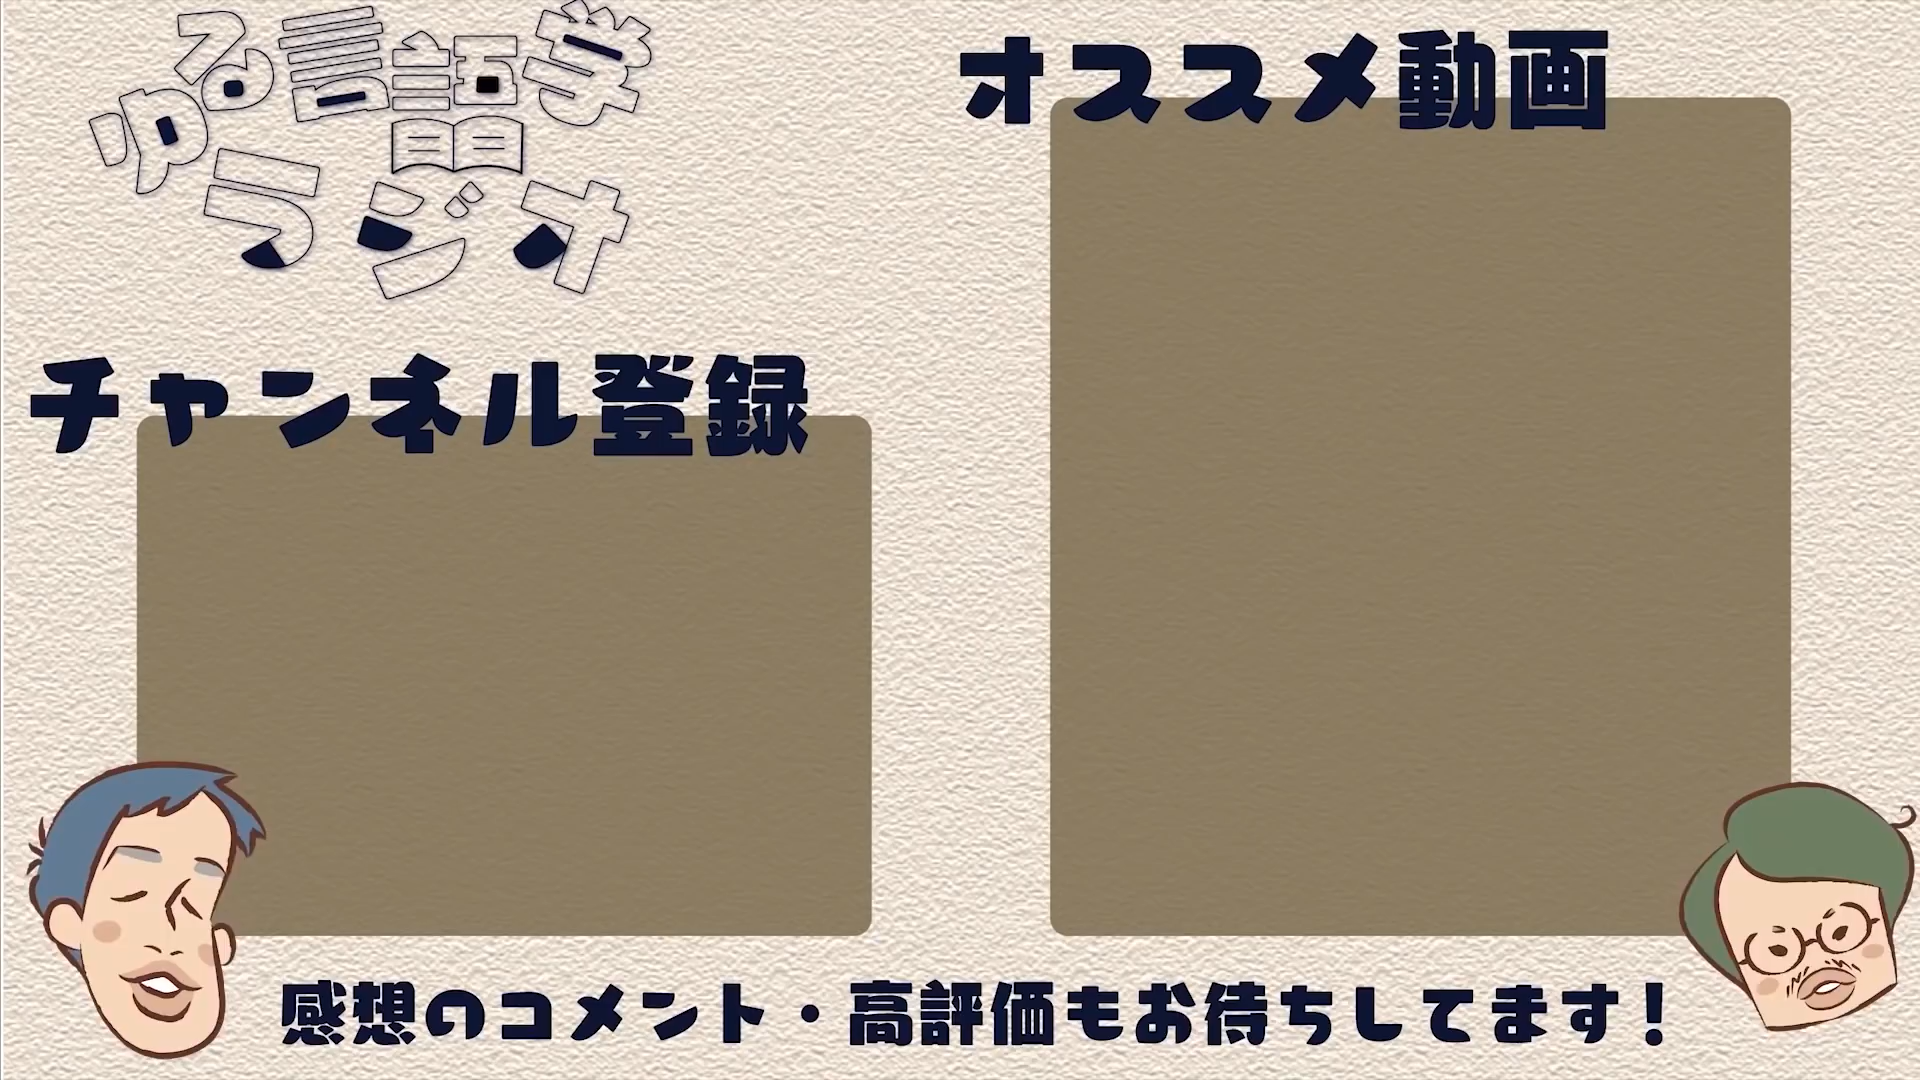 ゆる言語学
ラジオ
オススメ動画
チャンネル登録
感想のコメント・高評価もお待ちしてます!